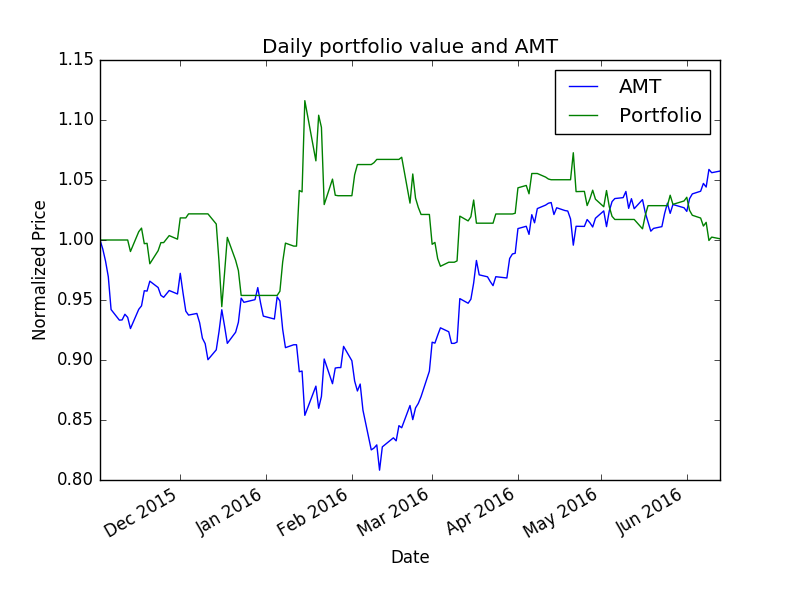 Daily portfolio value and AMT
1.15
1.10
1.05
1.00
0.95
0.90
0.85
0.80
Normalized Price
AMT
Portfolio
Dec 2015
Jan 2016
Feb 2016
Mar 2016
Apr 2016
May 2016
Jun 2016
Date